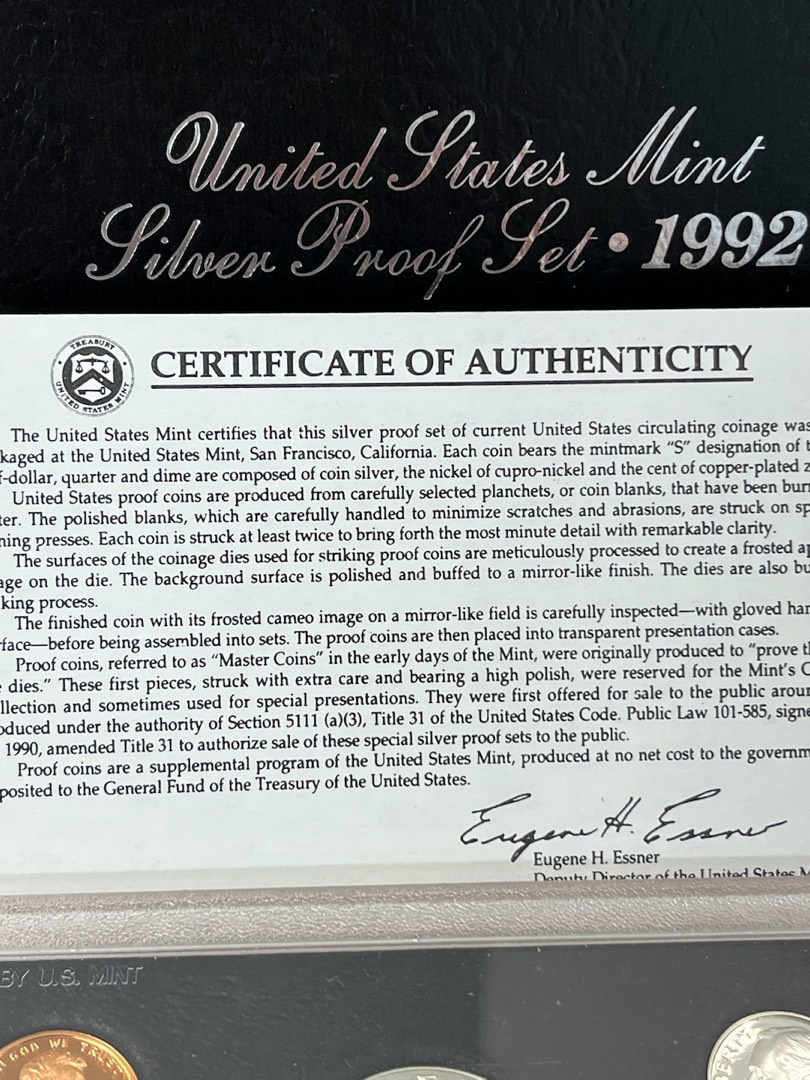 United States Mint
Silver Proof Set • 1992
TREASURY
UNITED STATES MINT
CERTIFICATE OF AUTHENTICITY
The United States Mint certifies that this silver proof set of current United States circulating coinage was
kaged at the United States Mint, San Francisco, California. Each coin bears the mintmark “S” designation of t
f-dollar, quarter and dime are composed of coin silver, the nickel of cupro-nickel and the cent of copper-plated z
United States proof coins are produced from carefully selected planchets, or coin blanks, that have been bur
ter. The polished blanks, which are carefully handled to minimize scratches and abrasions, are struck on sp
ning presses. Each coin is struck at least twice to bring forth the most minute detail with remarkable clarity.
The surfaces of the coinage dies used for striking proof coins are meticulously processed to create a frosted ap
age on the die. The background surface is polished and buffed to a mirror-like finish. The dies are also bu
king process.
The finished coin with its frosted cameo image on a mirror-like field is carefully inspected—with gloved han
rface—before being assembled into sets. The proof coins are then placed into transparent presentation cases.
Proof coins, referred to as “Master Coins” in the early days of the Mint, were originally produced to “prove th
dies.” These first pieces, struck with extra care and bearing a high polish, were reserved for the Mint’s C
llection and sometimes used for special presentations. They were first offered for sale to the public aroun
oduced under the authority of Section 5111 (a)(3), Title 31 of the United States Code. Public Law 101-585, signe
1990, amended Title 31 to authorize sale of these special silver proof sets to the public.
Proof coins are a supplemental program of the United States Mint, produced at no net cost to the governm
posited to the General Fund of the Treasury of the United States.
Eugene H. Essner
Eugene H. Essner
Deputy Director of the United States M
BY U.S. MINT
GOD WE TRUST